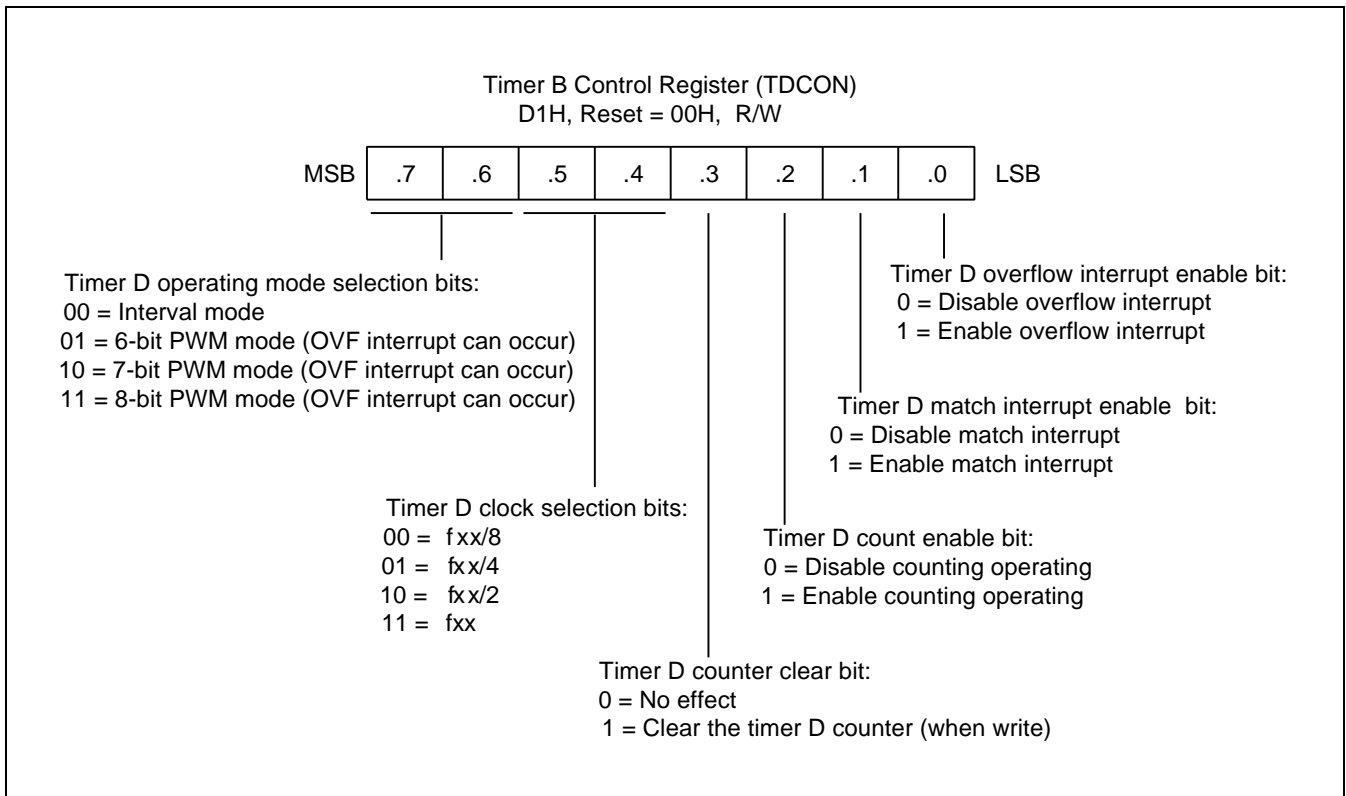 Timer B Control Register (TDCON)
D1H, Reset = 00H, R/W
MSB .7 .6 .5 .4 .3 .2 .1 .0 LSB
Timer D operating mode selection bits:
00 = Interval mode
01 = 6-bit PWM mode (OVF interrupt can occur)
10 = 7-bit PWM mode (OVF interrupt can occur)
11 = 8-bit PWM mode (OVF interrupt can occur)
Timer D overflow interrupt enable bit:
0 = Disable overflow interrupt
1 = Enable overflow interrupt
Timer D match interrupt enable bit:
0 = Disable match interrupt
1 = Enable match interrupt
Timer D clock selection bits:
00 = fxx/8
01 = fxx/4
10 = fxx/2
11 = fxx
Timer D count enable bit:
0 = Disable counting operating
1 = Enable counting operating
Timer D counter clear bit:
0 = No effect
1 = Clear the timer D counter (when write)